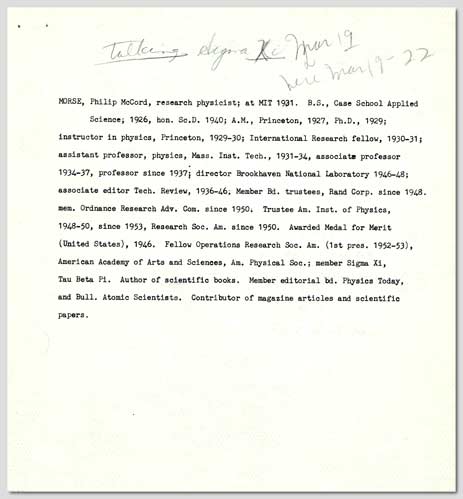 talking Sigma Xi Mar 19
here Mar 19-22
MORSE, Philip McCord, research physicist; at MIT 1931. B.S., Case School Applied
Science; 1926, hon. Sc.D. 1940; A.M., Princeton, 1927, Ph.D., 1929;
instructor in physics, Princeton, 1929-30; International Research fellow, 1930-31;
assistant professor, physics, Mass. Inst. Tech., 1931-34, associate professor
1934-37, professor since 1937; director Brookhaven National Laboratory 1946-48;
associate editor Tech. Review, 1936-46; Member Bd. trustees, Rand Corp. since 1948.
mem. Ordnance Research Adv. Com. since 1950. Trustee Am. Inst. of Physics,
1948-50, since 1953, Research Soc. Am. since 1950. Awarded Medal for Merit
(United States), 1946. Fellow Operations Research Soc. Am. (1st pres. 1952-53),
American Academy of Arts and Sciences, Am. Physical Soc.; member Sigma Xi,
Tau Beta Pi. Author of scientific books. Member editorial bd. Physics Today,
and Bull. Atomic Scientists. Contributor of magazine articles and scientific
papers.